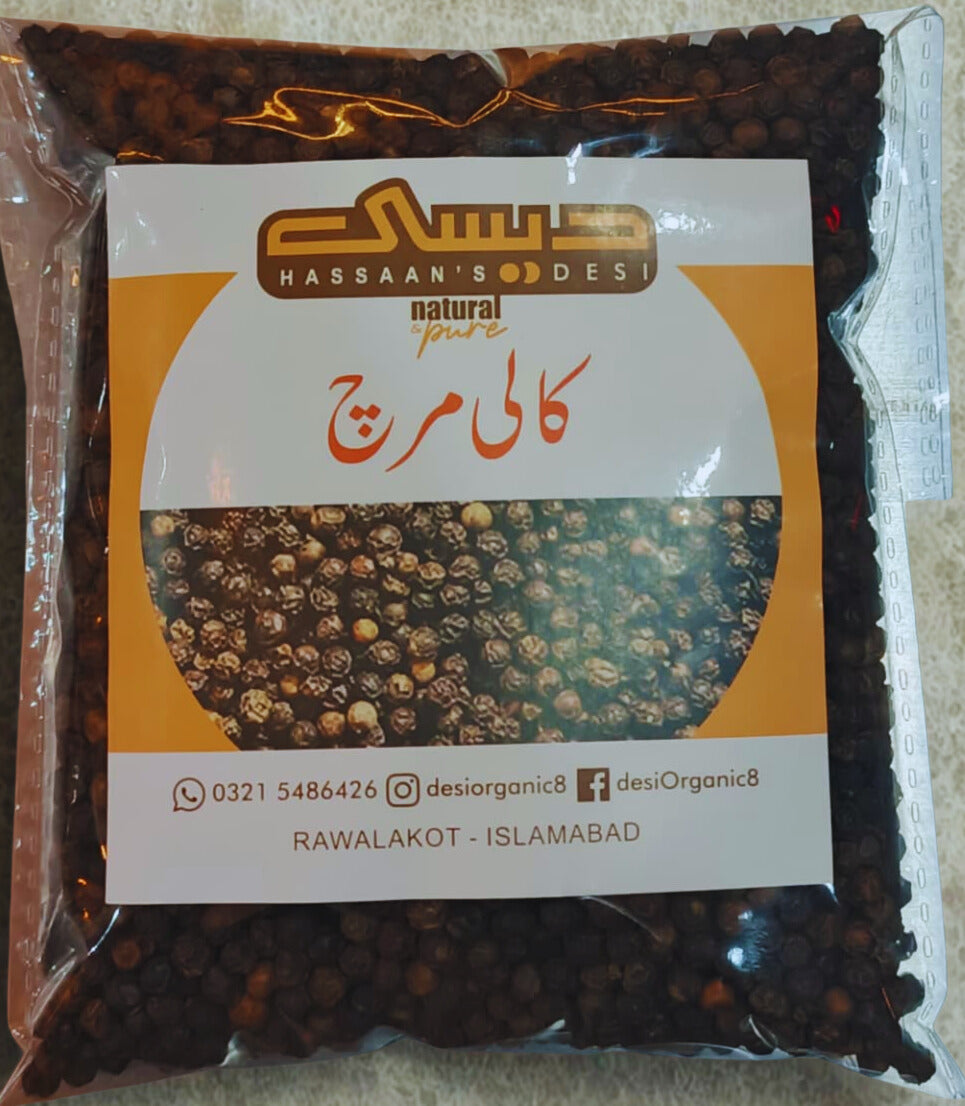 دیسی
HASSAAN'S DESI
natural
& pure
کالی مرچ
0321 5486426 desiorganic8 desiOrganic8
RAWALAKOT - ISLAMABAD